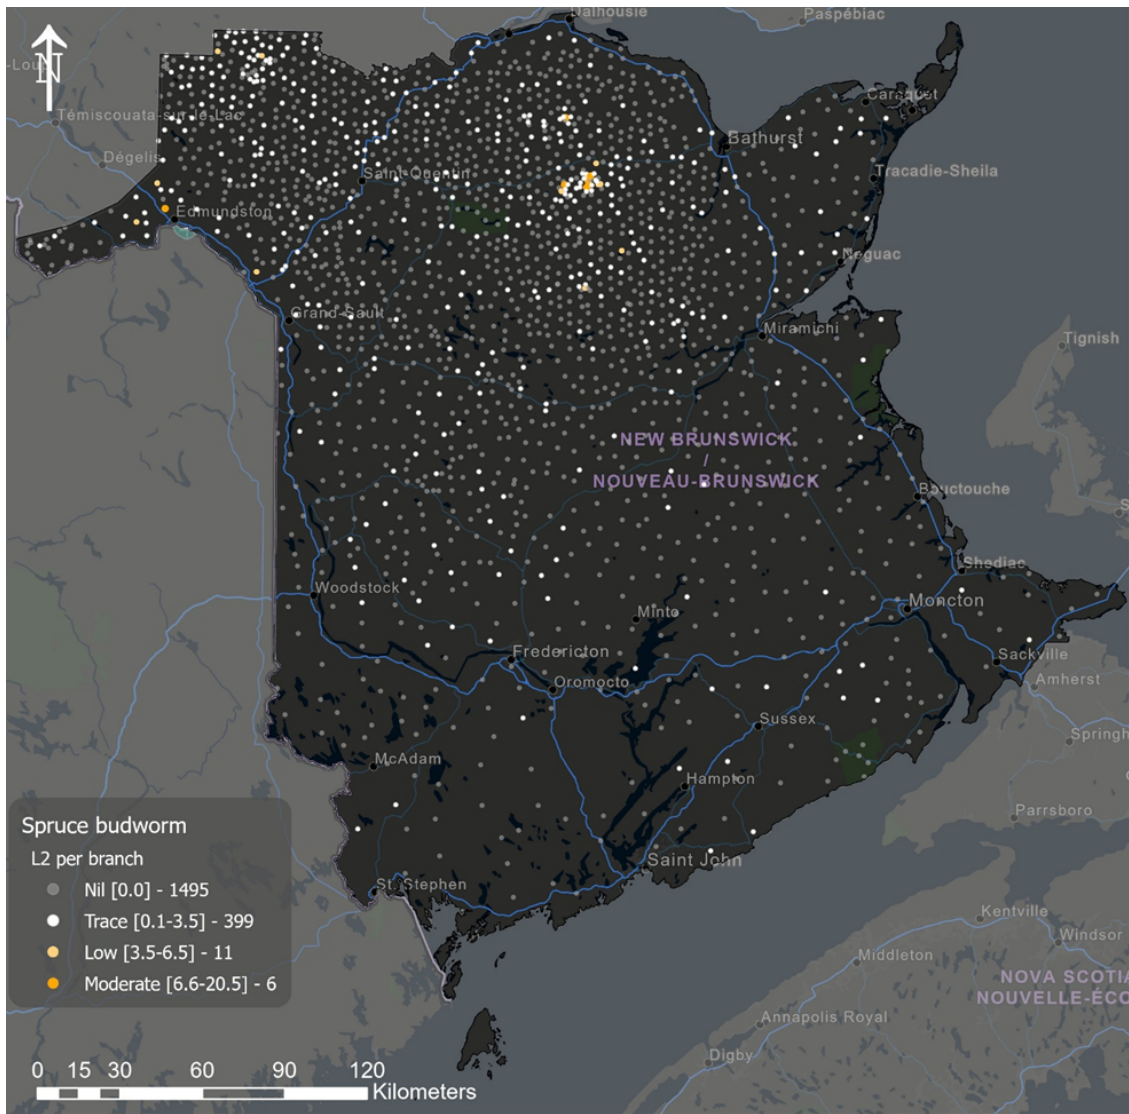 Dalhousie
Paspébiac
N
Témiscouata-sur-le-Lac
Caraquet
Bathurst
Dégelis
Saint-Quentin
Tracadie-Sheila
Edmundston
Neguac
Grand-Sault
Miramichi
Tignish
NEW BRUNSWICK
/
NOUVEAU-BRUNSWICK
Bouctouche
Shediac
Woodstock
Moncton
Minto
Fredericton
Sackville
Oromocto
Amherst
Sussex
McAdam
Hampton
Parrsboro
Spruce budworm
L2 per branch
Nil [0.0] - 1495
Trace [0.1-3.5] - 399
Low [3.5-6.5] - 11
Moderate [6.6-20.5] - 6
Saint John
St. Stephen
Kentville
Windsor
Middleton
NOVA SCOTIA
NOUVELLE-ÉCO
Annapolis Royal
Digby
0 15 30 60 90 120
Kilometers